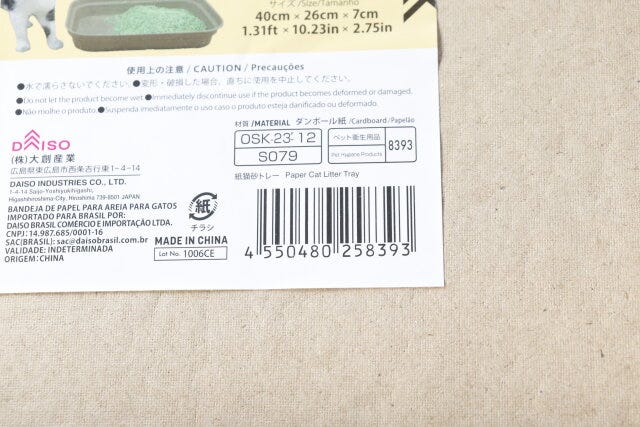 サイズ /Size/Tamanho
40cm × 26cm × 7cm
1.31ft × 10.23in × 2.75in
使用上の注意 / CAUTION / Precauções
●水で濡らさないでください。●変形・破損した場合、直ちに使用を中止してください。
●Do not let the product become wet. ●Immediately discontinue use if the product becomes deformed or damaged.
●Não molhe o produto. ●Suspenda imediatamente o uso caso o produto esteja danificado ou deformado.
材質 /MATERIAL ダンボール紙 /Cardboard/Papelão
OSK-23 12
S079
ペット衛生用品
Pet Hygiene Products
8393
紙猫砂トレー Paper Cat Litter Tray
DAISO
(株)大創産業
広島県東広島市西条吉行東1-4-14
DAISO INDUSTRIES CO., LTD.
1-4-14 Saijo-Yoshiyukihigashi,
Higashihiroshima-City, Hiroshima 739-8501 JAPAN
BANDEJA DE PAPEL PARA AREIA PARA GATOS
IMPORTADO PARA BRASIL POR:
DAISO BRASIL COMÉRCIO E IMPORTAÇÃO LTDA.
CNPJ: 14.987.685/0001-16
SAC(BRASIL): sac@daisobrasil.com.br
VALIDADE: INDETERMINADA
ORIGEM: CHINA
紙
チラシ
MADE IN CHINA
Lot No. 1006CE
4 550480 258393